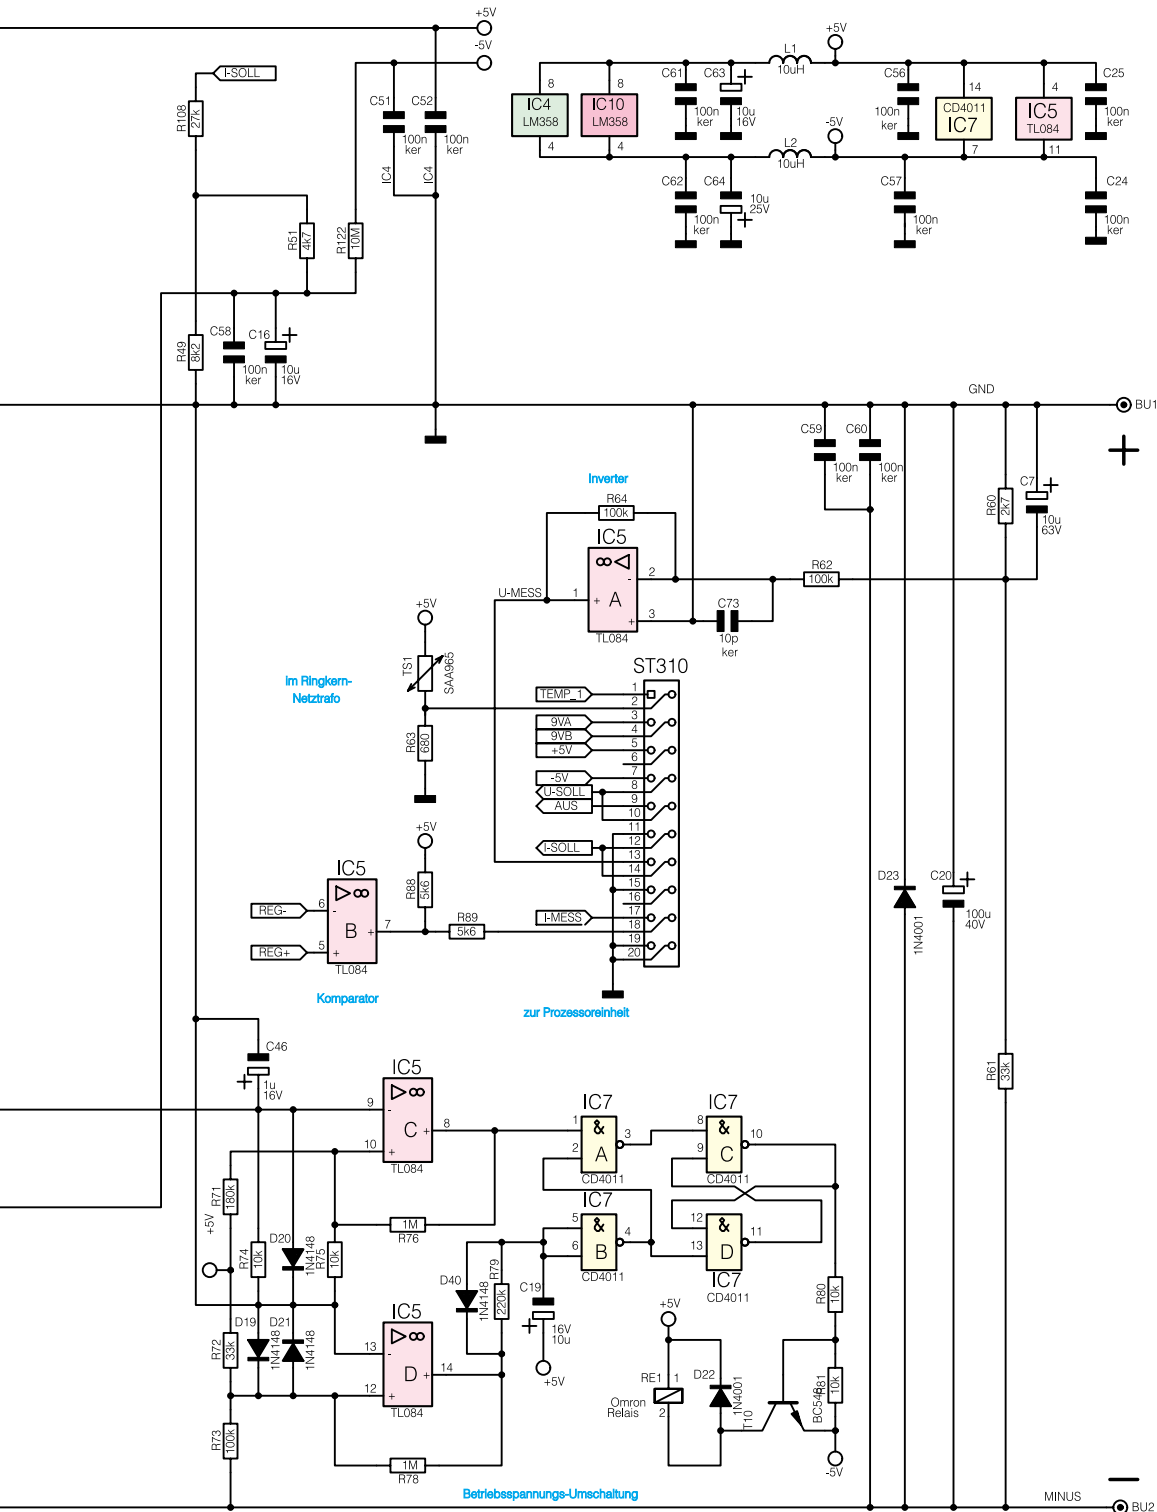 +5V
-5V
I-SOLL
R108
27k
C51
100n
ker
IC4
C52
100n
ker
IC4
R51
4k7
R122
10M
R49
8k2
C58
100n
ker
C16
+
10u
16V
8
IC4
LM358
4
8
IC10
LM358
4
C61
100n
ker
C63
+
10u
16V
L1
10uH
+5V
C56
100n
ker
14
CD4011
IC7
7
4
IC5
TL084
11
C25
100n
ker
-5V
L2
10uH
C62
100n
ker
C64
10u
25V
+
C57
100n
ker
C24
100n
ker
GND
BU1
+
C59
100n
ker
C60
100n
ker
R60
2k7
C7
+
10u
63V
Inverter
R64
100k
IC5
▷∞
2
-
U-MESS
1
+
A
3
+
TL084
C73
10p
ker
R62
100k
+5V
TS1
SAA965
im Ringkern-
Netztrafo
R63
680
ST310
TEMP_1
1
2
9VA
3
9VB
4
+5V
5
6
-5V
7
U-SOLL
8
AUS
9
10
11
I-SOLL
12
13
14
15
16
I-MESS
17
18
19
20
+5V
R88
5k6
IC5
▷∞
REG-
6
-
B
+
7
REG+
5
+
TL084
R89
5k6
Komparator
zur Prozessoreinheit
D23
1N4001
C20
+
100u
40V
R61
33k
C46
+
1u
16V
IC5
▷∞
9
-
C
+
8
10
+
TL084
R71
180k
+5V
R74
10k
D20
1N4148
R75
10k
1M
R76
IC7
1
&
2
A
3
CD4011
IC7
8
&
9
C
10
CD4011
IC7
5
&
6
B
4
CD4011
12
&
13
D
11
IC7
CD4011
D40
1N4148
R79
220k
C19
+
16V
10u
+5V
D19
1N4148
D21
1N4148
R72
33k
IC5
▷∞
13
-
D
+
14
12
+
TL084
R73
100k
1M
R78
+5V
RE1
1
Omron
Relais
2
D22
1N4001
T10
BC548
R80
10k
R81
10k
-5V
Betriebsspannungs-Umschaltung
MINUS
BU2